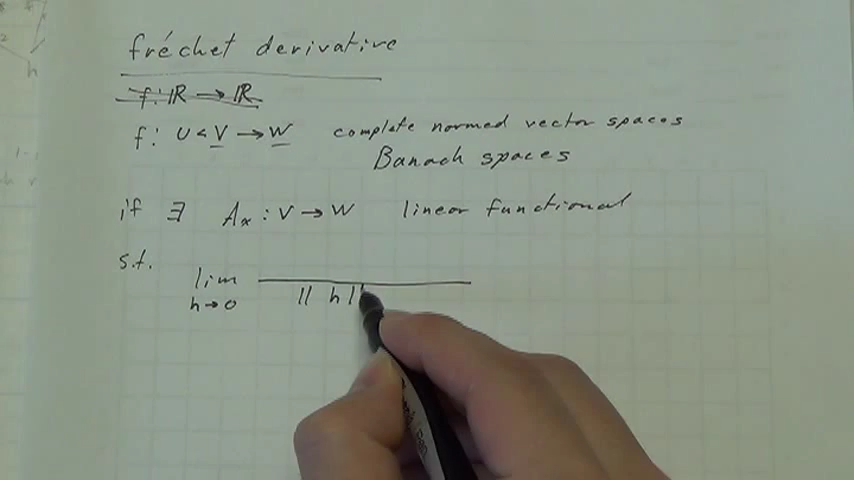 fréchet derivative
f: ℝ → ℝ
f: U < V → W complete normed vector spaces
Banach spaces
if ∃ Aₓ : V → W linear functional
s.t.
lim
h → 0 || h ||